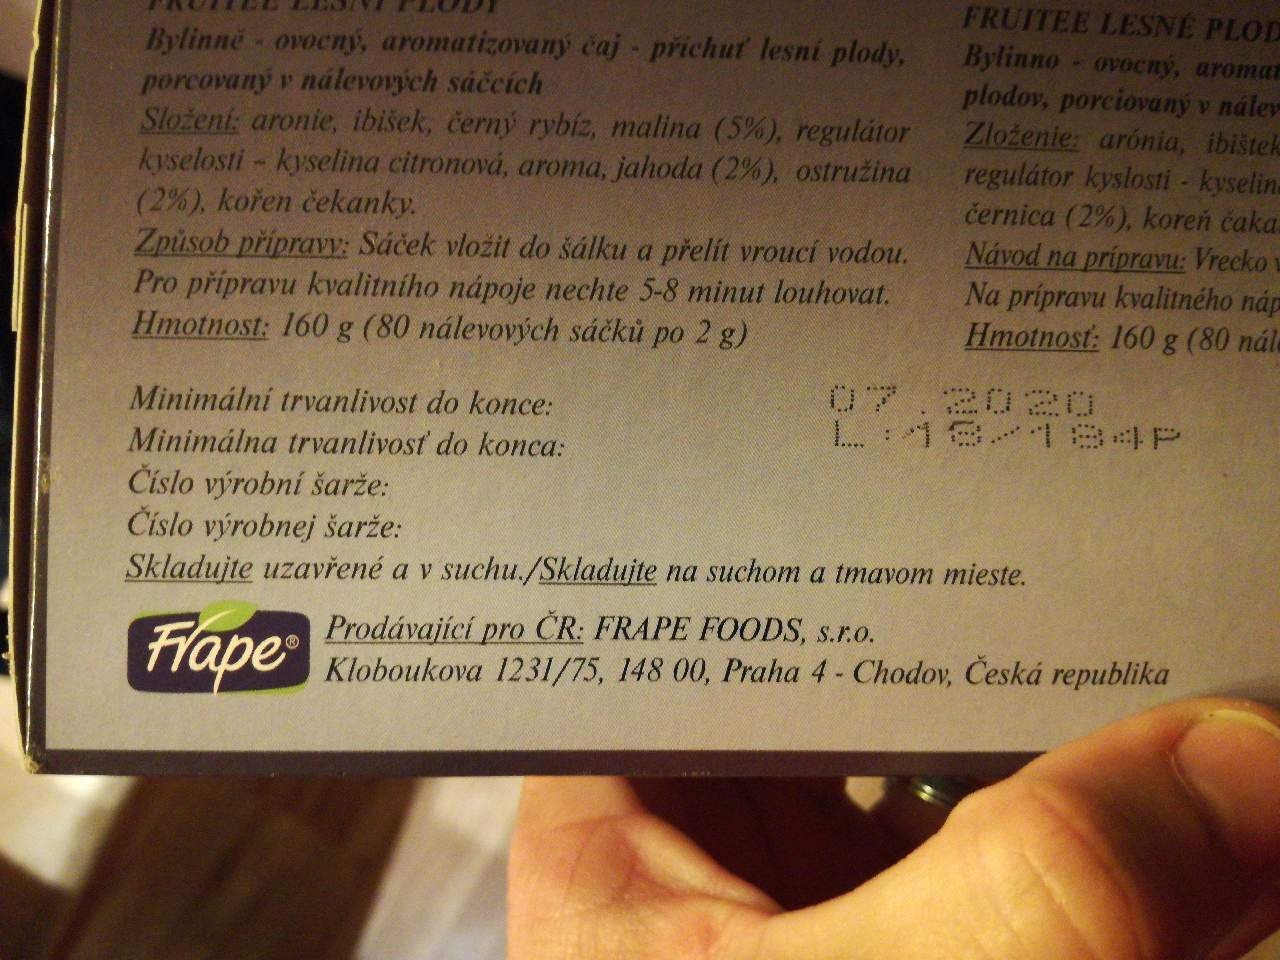 FRUITEE LESNÍ PLODY
Bylinně - ovocný, aromatizovaný čaj - příchuť lesní plody,
porcovaný v nálevových sáčcích
Složení: aronie, ibišek, černý rybíz, malina (5%), regulátor
kyselosti – kyselina citronová, aroma, jahoda (2%), ostružina
(2%), kořen čekanky.
Způsob přípravy: Sáček vložit do šálku a přelít vroucí vodou.
Pro přípravu kvalitního nápoje nechte 5-8 minut louhovat.
Hmotnost: 160 g (80 nálevových sáčků po 2 g)
FRUITEE LESNÉ PLOD
Bylinno - ovocný, aromat
plodov, porciovaný v nálev
Zloženie: arónia, ibištek
regulátor kyslosti - kyselin
černica (2%), koreň čaka
Návod na prípravu: Vrecko v
Na prípravu kvalitného náp
Hmotnosť: 160 g (80 nál
Minimální trvanlivost do konce:
Minimálna trvanlivosť do konca:
07.2020
L:18/184P
Číslo výrobní šarže:
Číslo výrobnej šarže:
Skladujte uzavřené a v suchu./Skladujte na suchom a tmavom mieste.
Frape®
Prodávající pro ČR: FRAPE FOODS, s.r.o.
Kloboukova 1231/75, 148 00, Praha 4 - Chodov, Česká republika